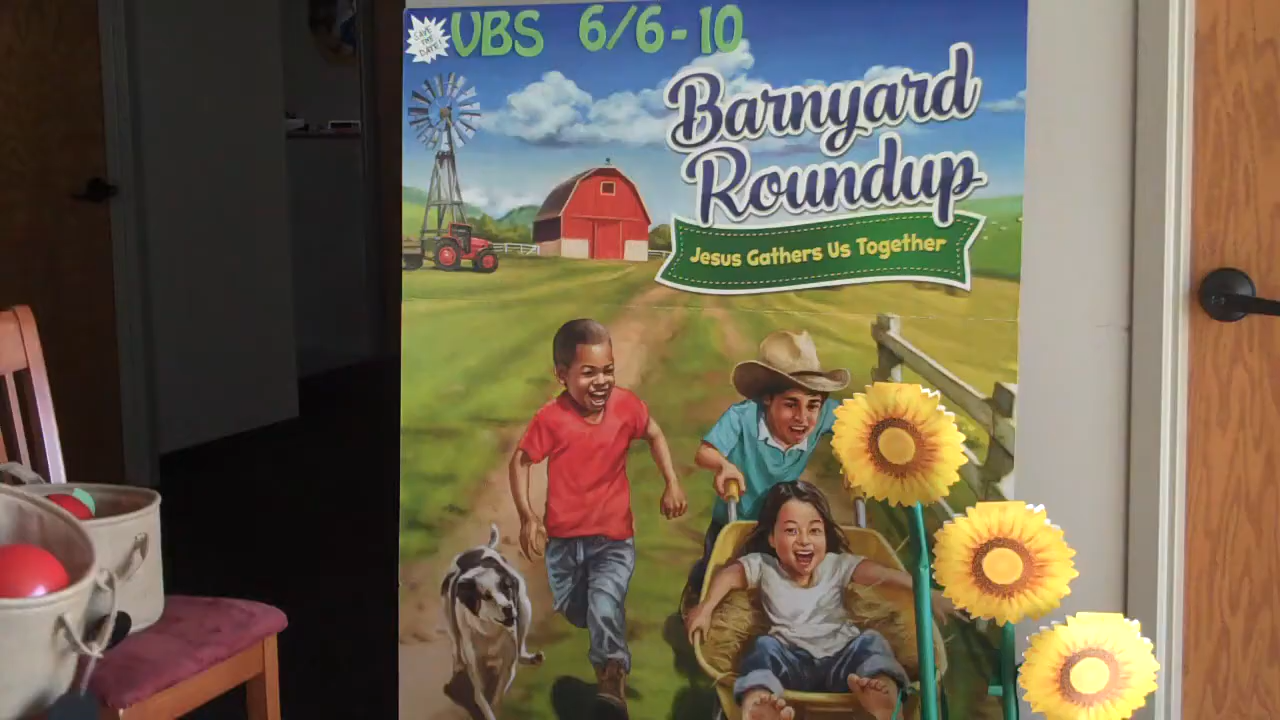 SAVE
THE
DATE!
VBS 6/6-10
Barnyard
Roundup
Jesus Gathers Us Together